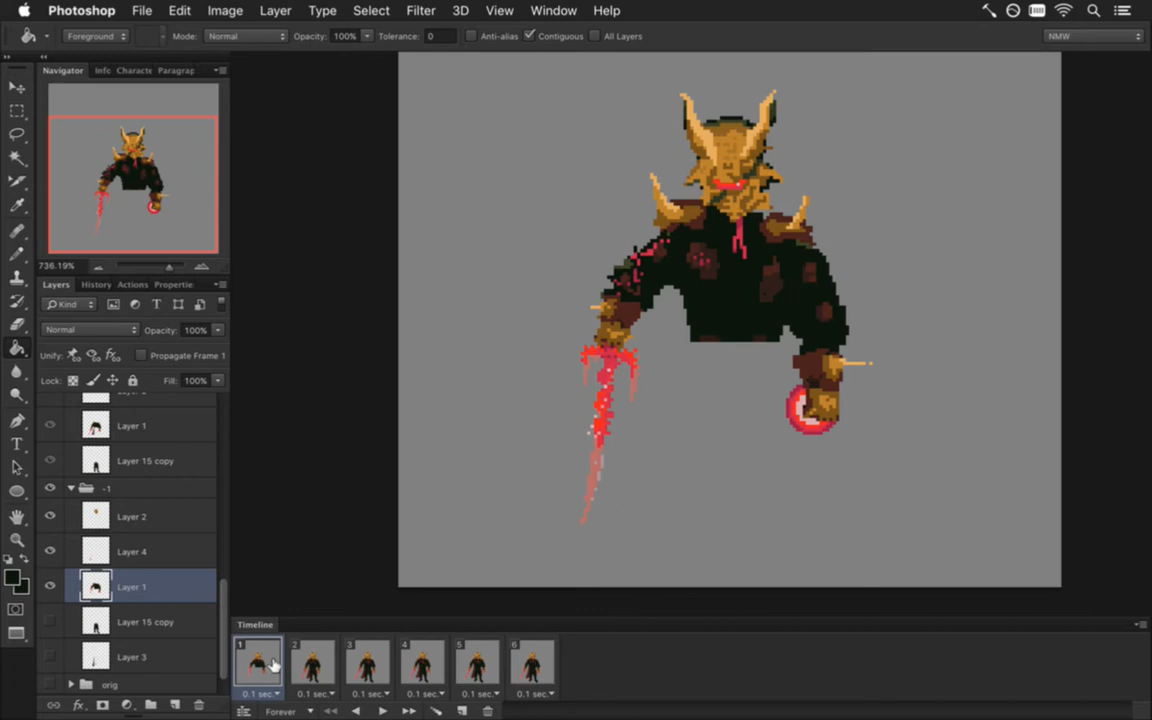 Photoshop File Edit Image Layer Type Select Filter 3D View Window Help
Foreground Mode: Normal Opacity: 100% Tolerance: 0 Anti-alias Contiguous All Layers NMW
Navigator Info Characte Paragrap
736.19%
Layers History Actions Propertie
Kind
Normal Opacity: 100%
Unify: Propagate Frame 1
Lock: Fill: 100%
Layer 1
Layer 15 copy
-1
Layer 2
Layer 4
Layer 1
Layer 15 copy
Layer 3
orig
Timeline
1 2 3 4 5 6
0.1 sec. 0.1 sec. 0.1 sec. 0.1 sec. 0.1 sec. 0.1 sec.
Forever